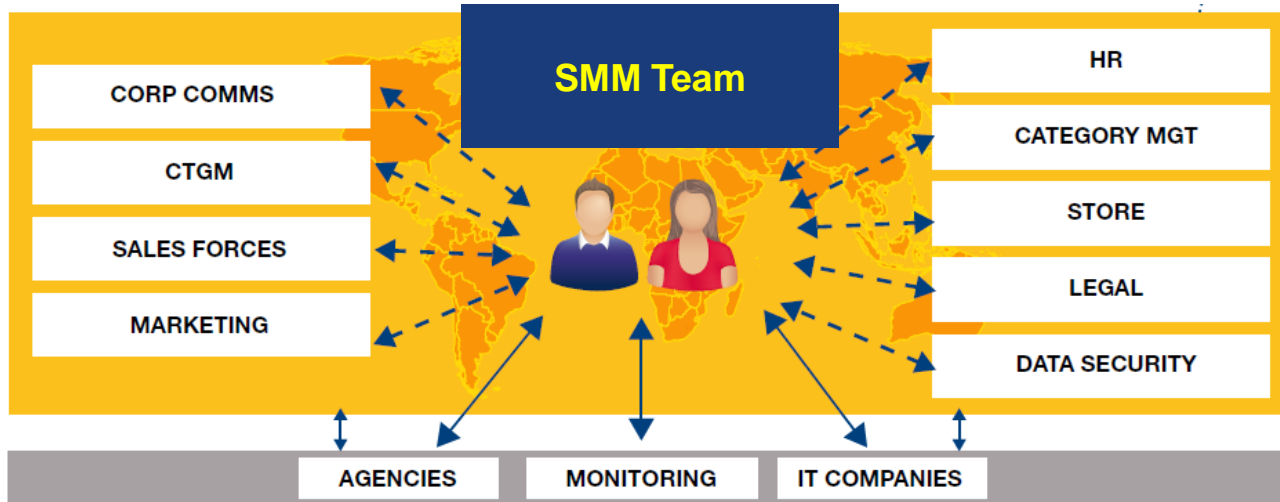 SMM Team
CORP COMMS
CTGM
SALES FORCES
MARKETING
HR
CATEGORY MGT
STORE
LEGAL
DATA SECURITY
AGENCIES
MONITORING
IT COMPANIES